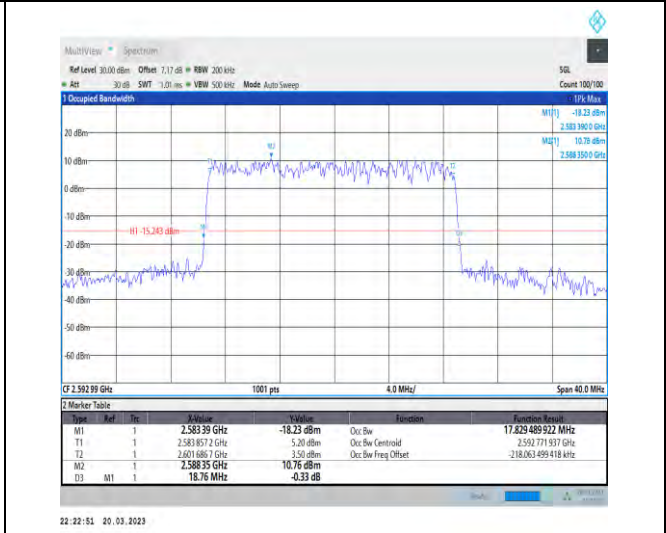 MultiView Spectrum
Ref Level 30.00 dBm Offset 7.17 dB RBW 200 kHz SGL
Att 30 dB SWT 1.01 ms VBW 500 kHz Mode Auto Sweep Count 100/100
1 Occupied Bandwidth 1Pk Max
M1[1] -18.23 dBm
2.583 390 0 GHz
20 dBm M2[1] 10.76 dBm
2.588 350 0 GHz
M2
10 dBm
T1 T2
0 dBm
-10 dBm
H1 -15.243 dBm
-20 dBm
-30 dBm
-40 dBm
-50 dBm
-60 dBm
CF 2.592 99 GHz 1001 pts 4.0 MHz/ Span 40.0 MHz
2 Marker Table
Type Ref Trc X-Value Y-Value Function Function Result
M1 1 2.583 39 GHz -18.23 dBm Occ Bw 17.829 489 922 MHz
T1 1 2.583 857 2 GHz 5.20 dBm Occ Bw Centroid 2.592 771 937 GHz
T2 1 2.601 686 7 GHz 3.50 dBm Occ Bw Freq Offset -218.063 499 418 kHz
M2 1 2.588 35 GHz 10.76 dBm
D3 M1 1 18.76 MHz -0.33 dB
22:22:51 20.03.2023